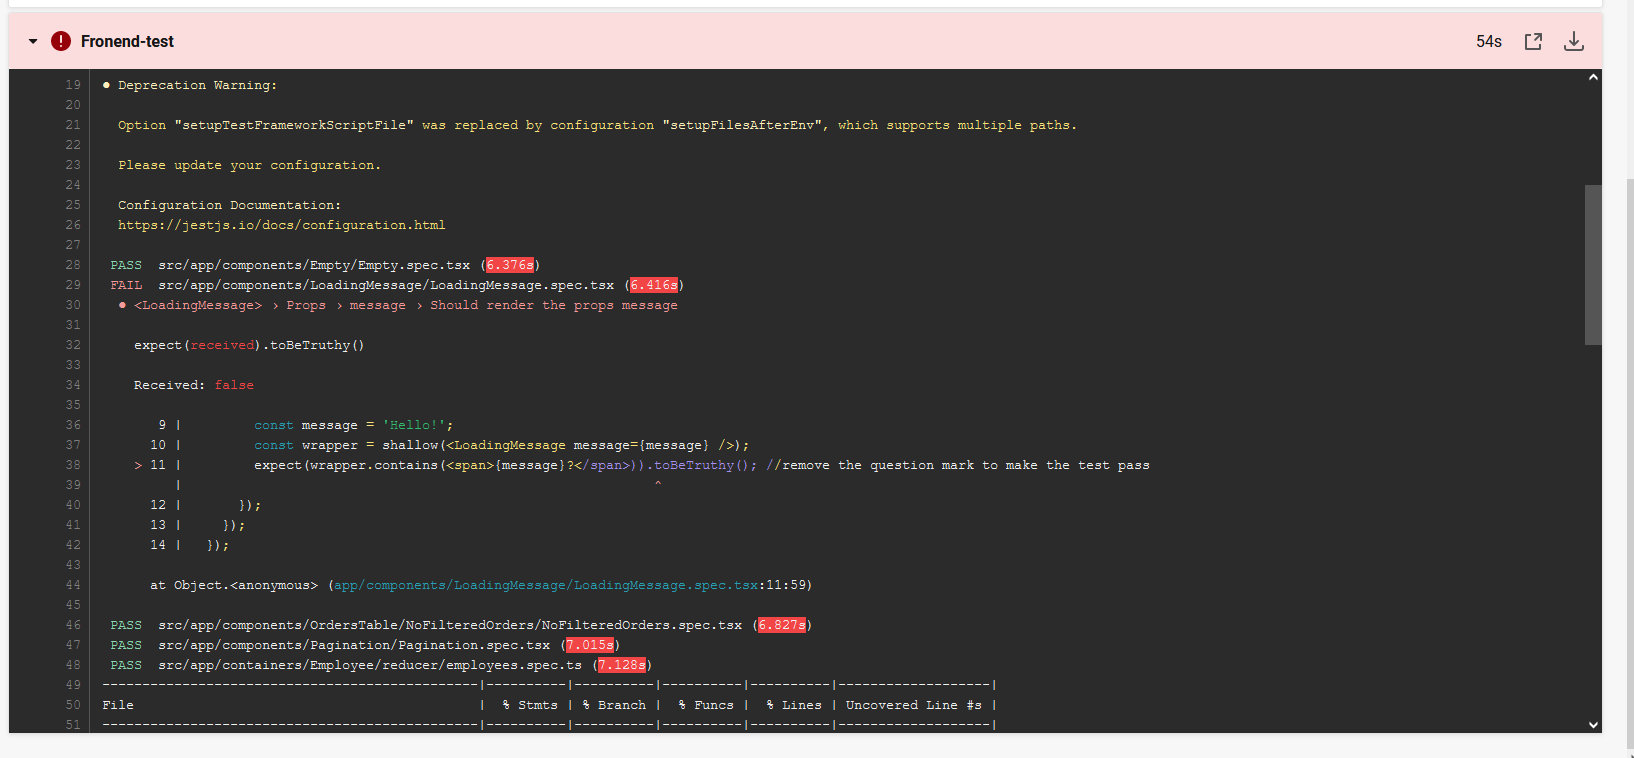 Fronend-test 54s
19 ● Deprecation Warning:
20
21 Option "setupTestFrameworkScriptFile" was replaced by configuration "setupFilesAfterEnv", which supports multiple paths.
22
23 Please update your configuration.
24
25 Configuration Documentation:
26 https://jestjs.io/docs/configuration.html
27
28 PASS src/app/components/Empty/Empty.spec.tsx (6.376s)
29 FAIL src/app/components/LoadingMessage/LoadingMessage.spec.tsx (6.416s)
30 ● <LoadingMessage> › Props › message › Should render the props message
31
32 expect(received).toBeTruthy()
33
34 Received: false
35
36 9 | const message = 'Hello!';
37 10 | const wrapper = shallow(<LoadingMessage message={message} />);
38 > 11 | expect(wrapper.contains(<span>{message}?</span>)).toBeTruthy(); //remove the question mark to make the test pass
39 | ^
40 12 | });
41 13 | });
42 14 | });
43
44 at Object.<anonymous> (app/components/LoadingMessage/LoadingMessage.spec.tsx:11:59)
45
46 PASS src/app/components/OrdersTable/NoFilteredOrders/NoFilteredOrders.spec.tsx (6.827s)
47 PASS src/app/components/Pagination/Pagination.spec.tsx (7.015s)
48 PASS src/app/containers/Employee/reducer/employees.spec.ts (7.128s)
49 -----------------------------------------------|----------|----------|----------|----------|-------------------|
50 File | % Stmts | % Branch | % Funcs | % Lines | Uncovered Line #s |
51 -----------------------------------------------|----------|----------|----------|----------|-------------------|